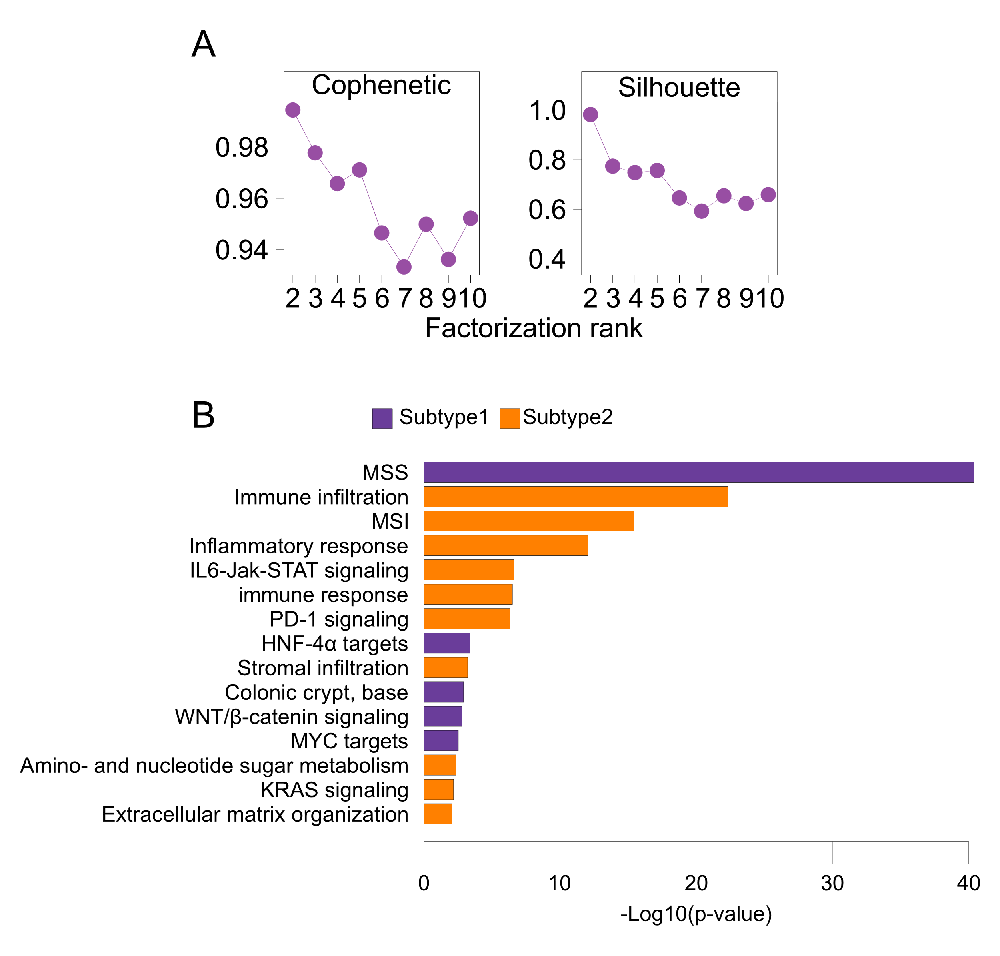 A
Cophenetic
Silhouette
0.98
0.96
0.94
1.0
0.8
0.6
0.4
2 3 4 5 6 7 8 9 10
2 3 4 5 6 7 8 9 10
Factorization rank
B
Subtype1 Subtype2
MSS
Immune infiltration
MSI
Inflammatory response
IL6-Jak-STAT signaling
immune response
PD-1 signaling
HNF-4α targets
Stromal infiltration
Colonic crypt, base
WNT/β-catenin signaling
MYC targets
Amino- and nucleotide sugar metabolism
KRAS signaling
Extracellular matrix organization
0 10 20 30 40
-Log10(p-value)